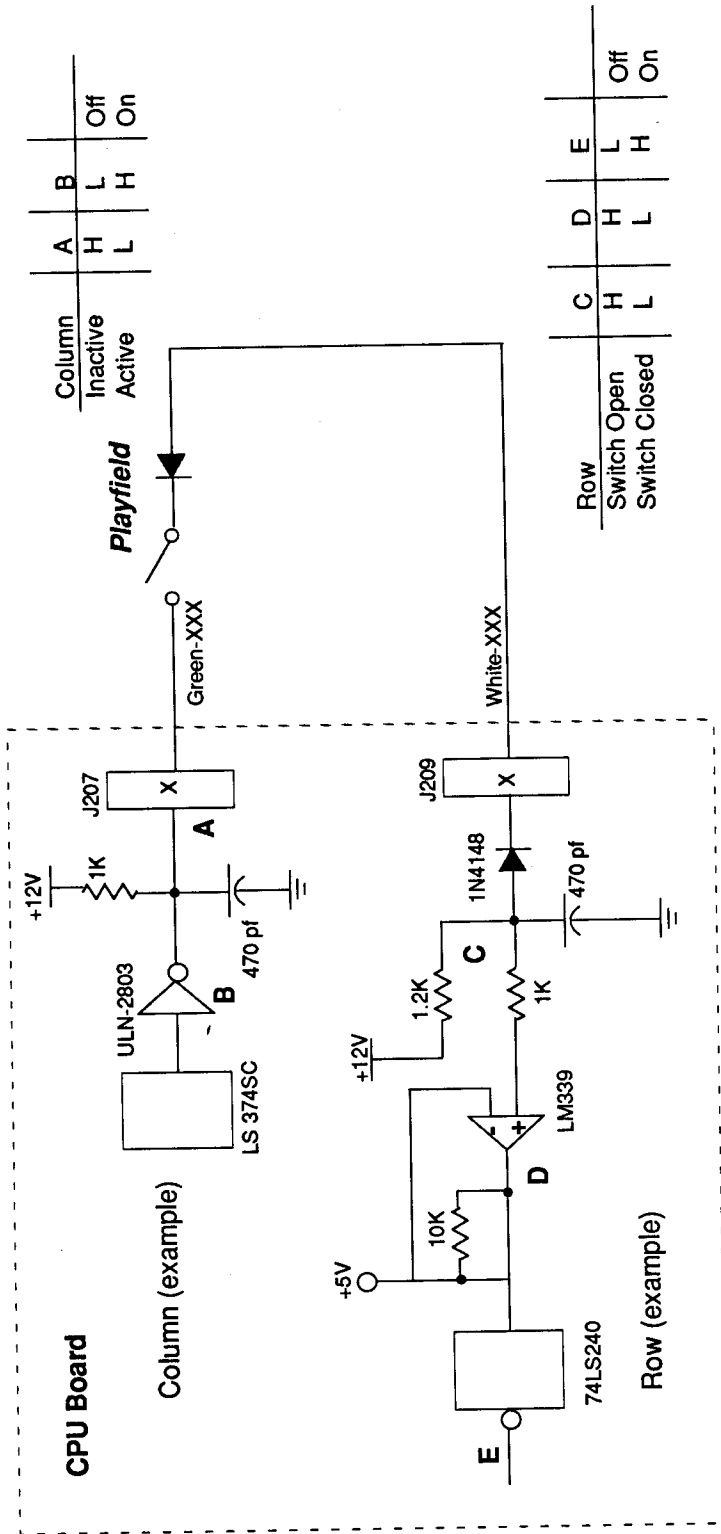 CPU Board
Column (example)
LS 374SC
ULN-2803
B
+12V
1K
470 pf
A
J207
X
Green-XXX
Playfield
Column A B
Inactive H L Off
Active L H On
Row (example)
E
74LS240
+5V
10K
D
-
+
LM339
+12V
1.2K
C
1K
1N4148
470 pf
J209
X
White-XXX
Row C D E
Switch Open H H L Off
Switch Closed L L H On